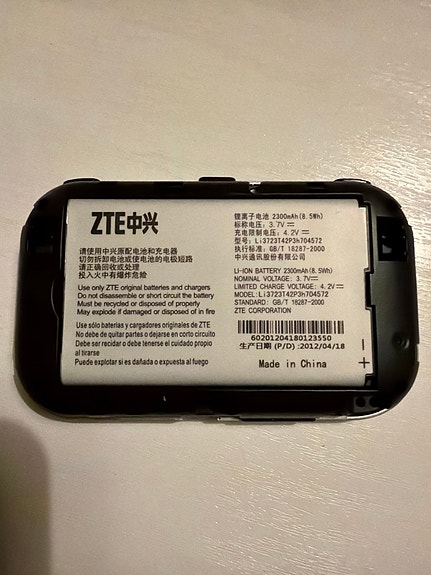 ZTE中兴
请使用中兴原配电池和充电器
切勿拆卸电池或使电池的电极短路
请正确回收或处理
投入火中有爆炸危险
Use only ZTE original batteries and chargers
Do not disassemble or short circuit the battery
Must be recycled or disposed of properly
May explode if damaged or disposed of in fire
Use sólo baterías y cargadores originales de ZTE
No debe de quitar partes o dejarse en corto circuito
Debe ser recidar o debe tenerse el cuidado propio
al tirarse
Puede explotar si es dañada o expuesta al fuego
锂离子电池 2300mAh(8.5Wh)
标称电压: 3.7V⎓
充电限制电压: 4.2V⎓
型号: Li3723T42P3h704572
执行标准: GB/T 18287-2000
中兴通讯股份有限公司
LI-ION BATTERY 2300mAh(8.5Wh)
NOMINAL VOLTAGE: 3.7V⎓
LIMITED CHARGE VOLTAGE: 4.2V⎓
MODEL: Li3723T42P3h704572
STANDARD: GB/T 18287-2000
ZTE CORPORATION
60201204180123550
生产日期 (P/D) :2012/04/18
Made in China
- +